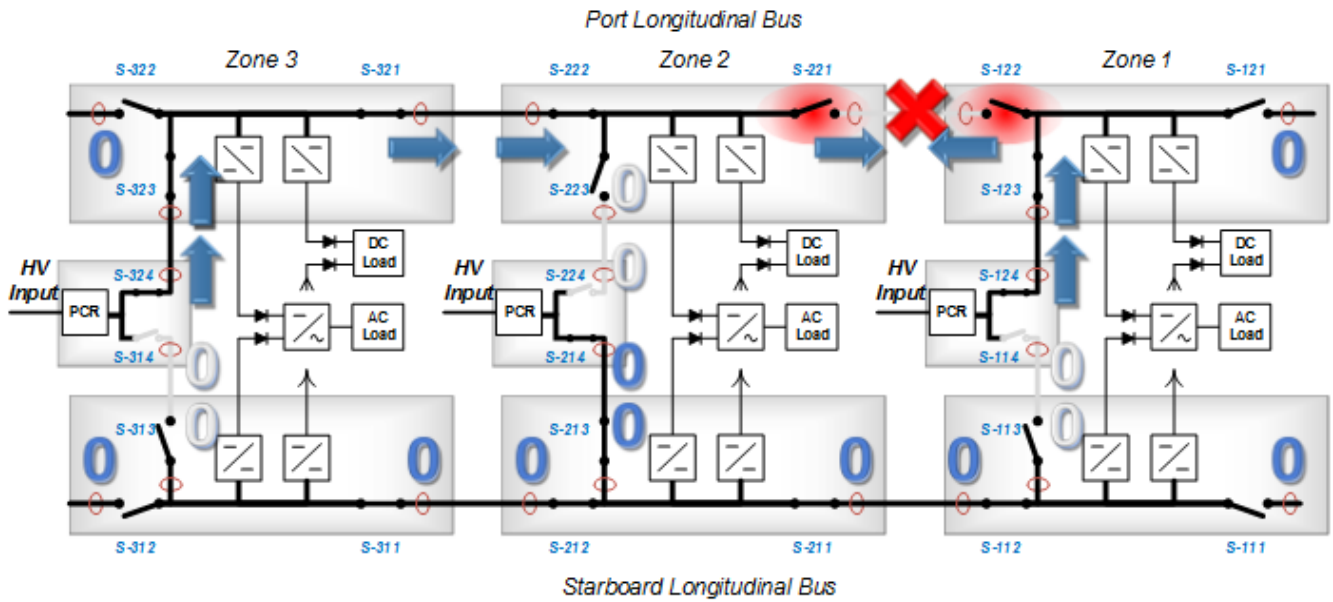 Port Longitudinal Bus
Zone 3
Zone 2
Zone 1
S-322
S-321
S-222
S-221
S-122
S-121
0
0
S-323
S-223
0
S-123
HV
Input
S-324
DC
Load
HV
Input
S-224
0
DC
Load
HV
Input
S-124
DC
Load
PCR
AC
Load
PCR
AC
Load
PCR
AC
Load
S-314
0
S-214
0
S-114
0
S-313
0
S-213
0
S-113
0
0
0
0
0
0
0
S-312
S-311
S-212
S-211
S-112
S-111
Starboard Longitudinal Bus